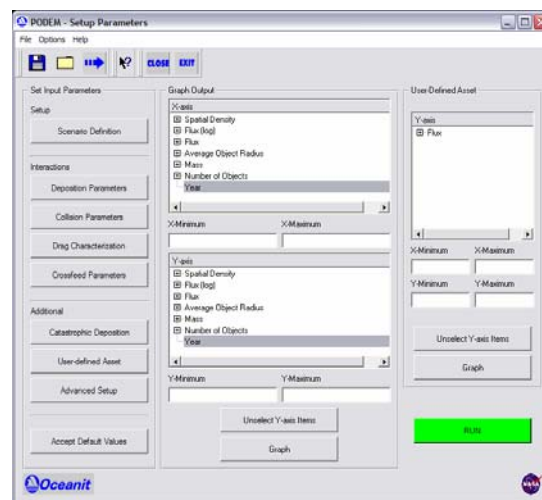 PODEM - Setup Parameters
File Options Help
CLOSE EXIT
Set Input Parameters
Setup
Scenario Definition
Interactions
Deposition Parameters
Collision Parameters
Drag Characterization
Crossfeed Parameters
Additional
Catastrophic Deposition
User-defined Asset
Advanced Setup
Accept Default Values
Graph Output
X-axis
Spatial Density
Flux (log)
Flux
Average Object Radius
Mass
Number of Objects
Year
X-Minimum X-Maximum
Y-axis
Spatial Density
Flux (log)
Flux
Average Object Radius
Mass
Number of Objects
Year
Y-Minimum Y-Maximum
Unselect Y-axis Items
Graph
User-Defined Asset
Y-axis
Flux
X-Minimum X-Maximum
Y-Minimum Y-Maximum
Unselect Y-axis Items
Graph
RUN
Oceanit
NASA